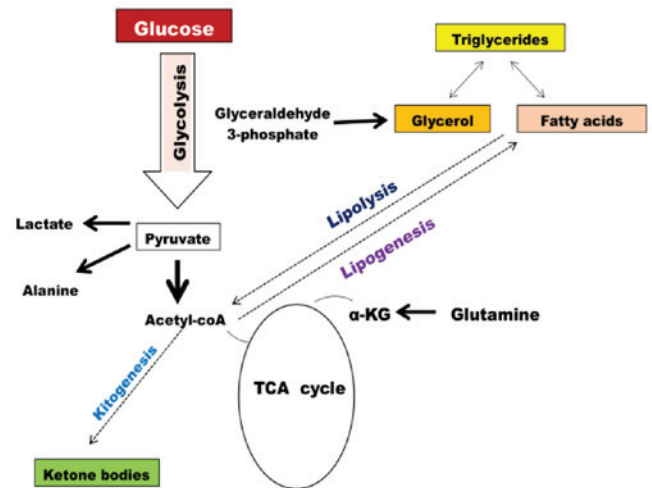 Glucose
Triglycerides
Glycolysis
Glyceraldehyde
3-phosphate
Glycerol
Fatty acids
Lipolysis
Lipogenesis
Lactate
Pyruvate
Alanine
Acetyl-coA
α-KG
Glutamine
Kitogenesis
TCA cycle
Ketone bodies